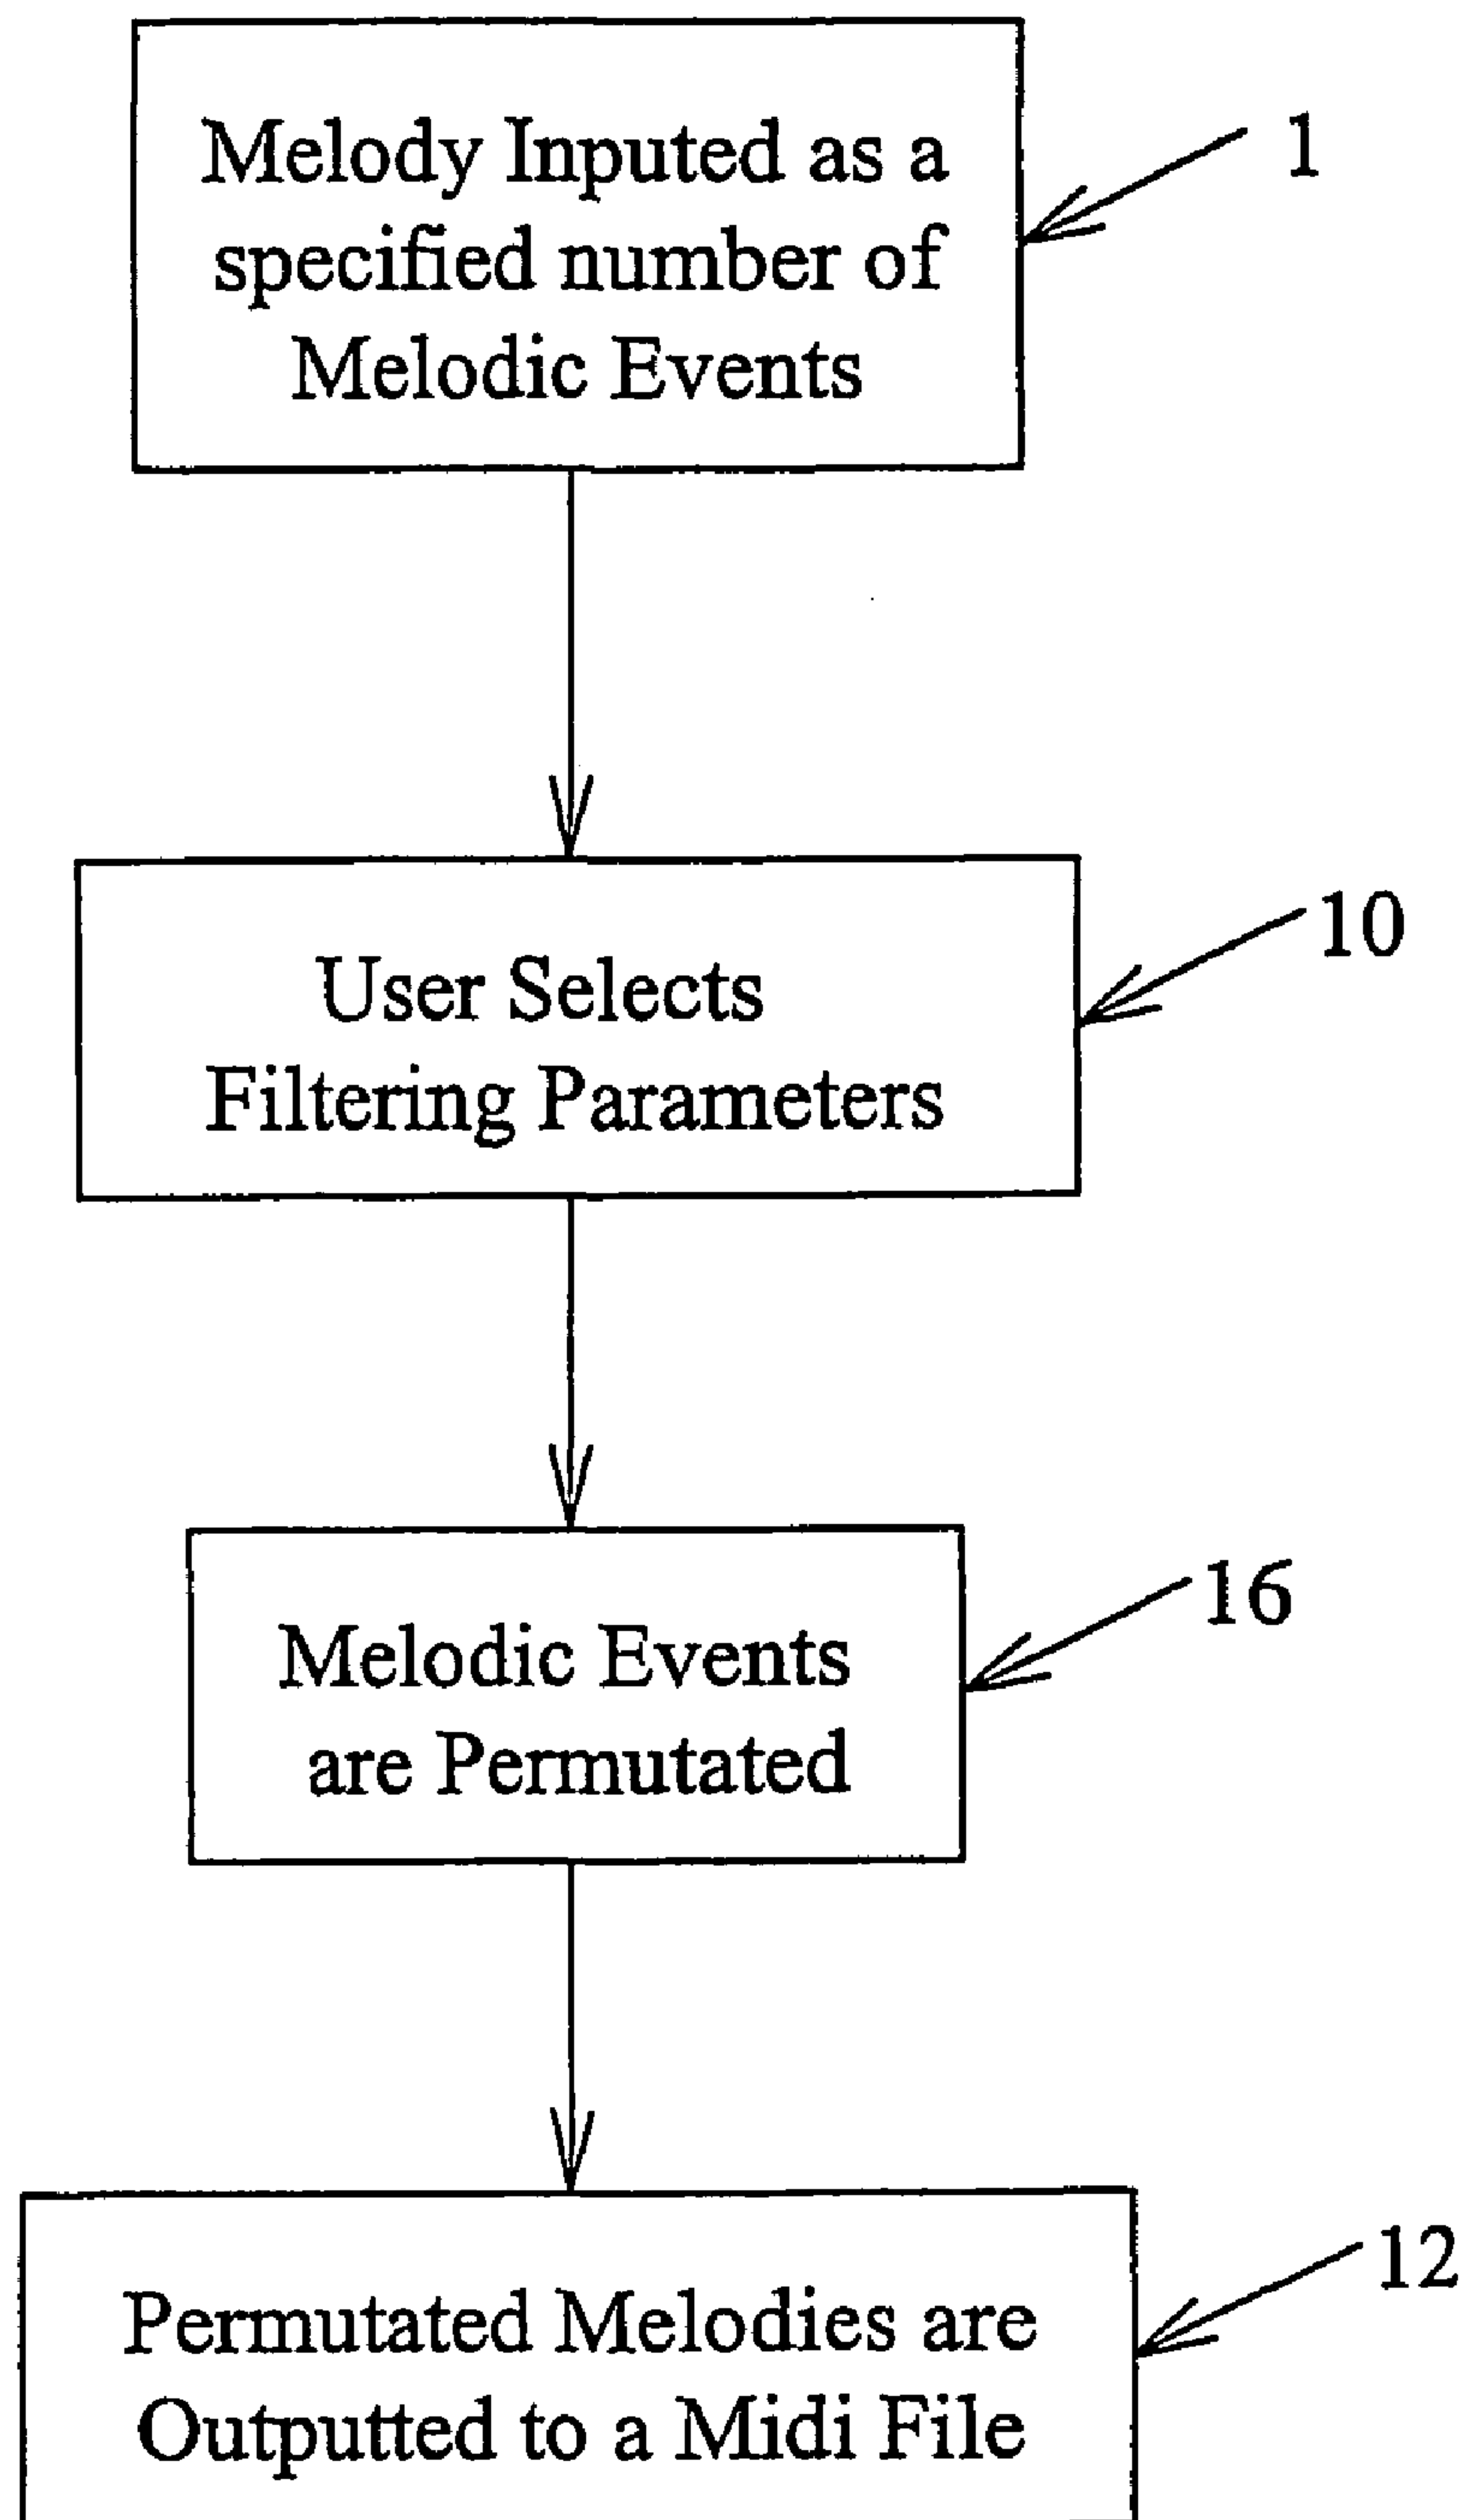 Melody Inputed as a
1
specified number of
Melodic Events
10
User Selects
Filtering Parameters
16
Melodic Events
are Permutated
12
Permutated Melodies are
Outputted to a Midi File